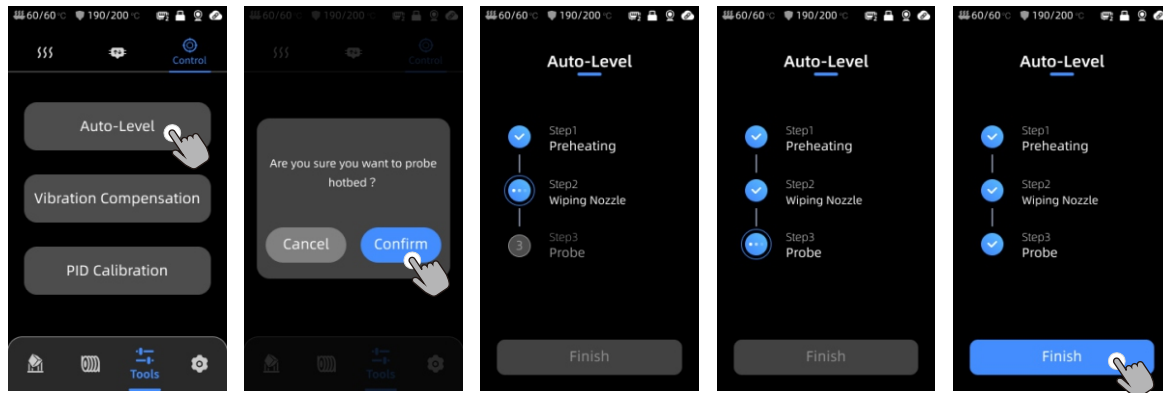 60/60°C 190/200°C
Control
Auto-Level
Vibration Compensation
PID Calibration
Tools
60/60°C 190/200°C
Control
Are you sure you want to probe
hotbed ?
Cancel Confirm
Tools
60/60°C 190/200°C
Auto-Level
Step1
Preheating
Step2
Wiping Nozzle
3 Step3
Probe
Finish
60/60°C 190/200°C
Auto-Level
Step1
Preheating
Step2
Wiping Nozzle
Step3
Probe
Finish
60/60°C 190/200°C
Auto-Level
Step1
Preheating
Step2
Wiping Nozzle
Step3
Probe
Finish